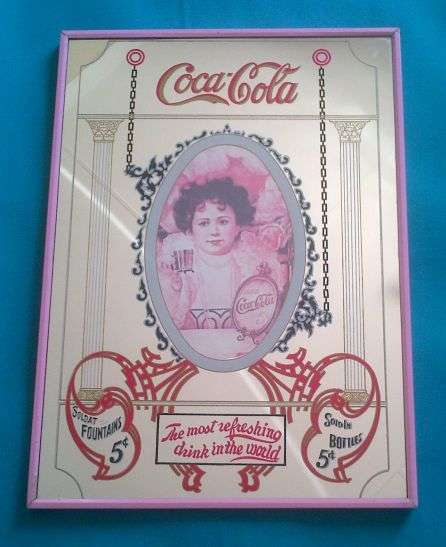 Coca-Cola
Coca-Cola
SOLD AT
FOUNTAINS
5¢
The most refreshing
drink in the world
SOLD IN
BOTTLES
5¢